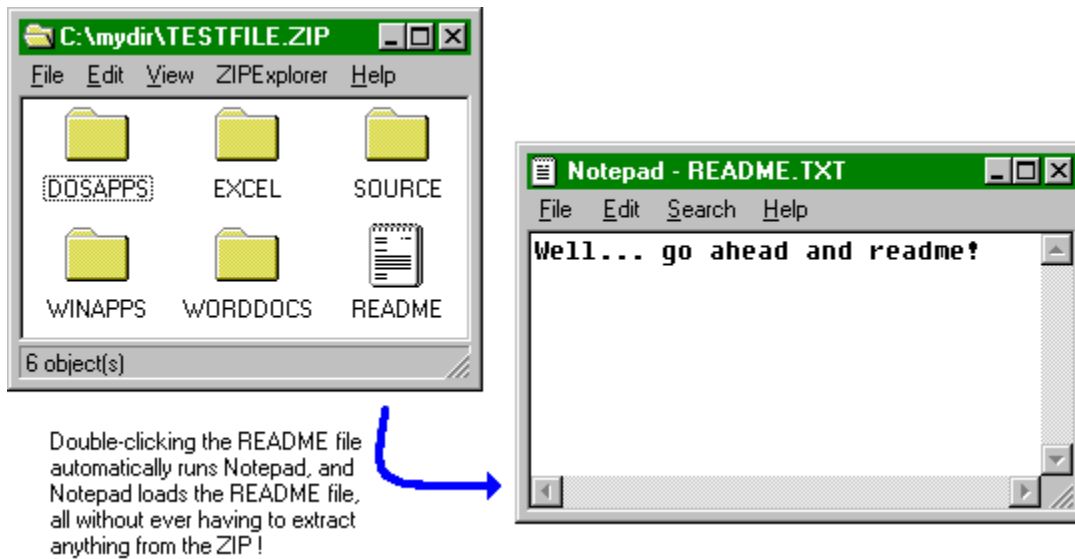 C:\mydir\TESTFILE.ZIP
File Edit View ZIPExplorer Help
DOSAPPS EXCEL SOURCE
WINAPPS WORDDOCS README
6 object(s)
Notepad - README.TXT
File Edit Search Help
Well... go ahead and readme!
Double-clicking the README file
automatically runs Notepad, and
Notepad loads the README file,
all without ever having to extract
anything from the ZIP !